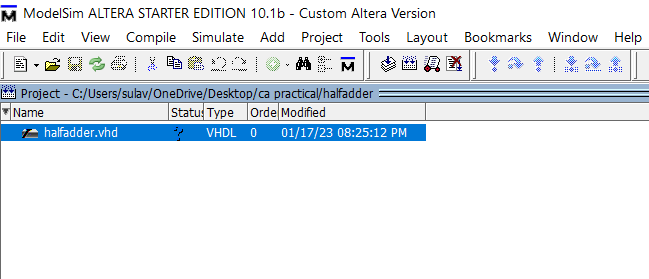 ModelSim ALTERA STARTER EDITION 10.1b - Custom Altera Version
File Edit View Compile Simulate Add Project Tools Layout Bookmarks Window Help
Project - C:/Users/sulav/OneDrive/Desktop/ca practical/halfadder
Name Status Type Orde Modified
halfadder.vhd ? VHDL 0 01/17/23 08:25:12 PM